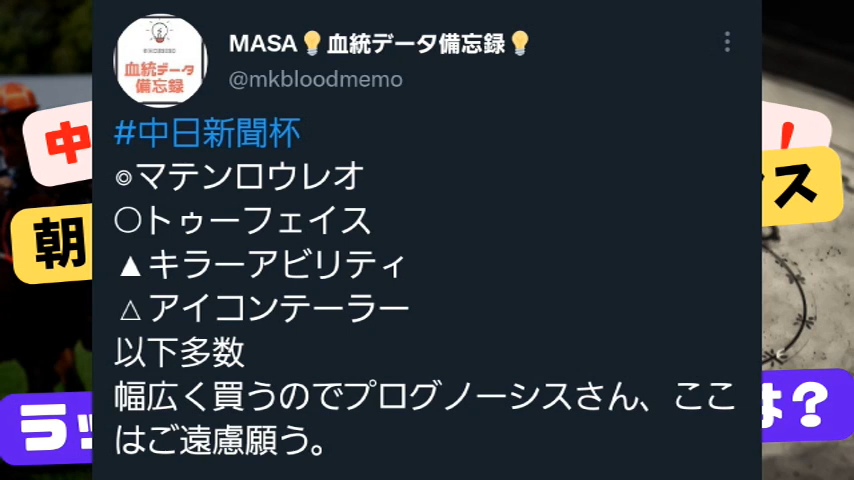 MASA💡血統データ備忘録💡
@mkbloodmemo
血統データ
備忘録
#中日新聞杯
◎マテンロウレオ
○トゥーフェイス
▲キラーアビリティ
△アイコンテーラー
以下多数
幅広く買うのでプログノーシスさん、ここ
はご遠慮願う。
中
！
朝
ス
ラッ
は？